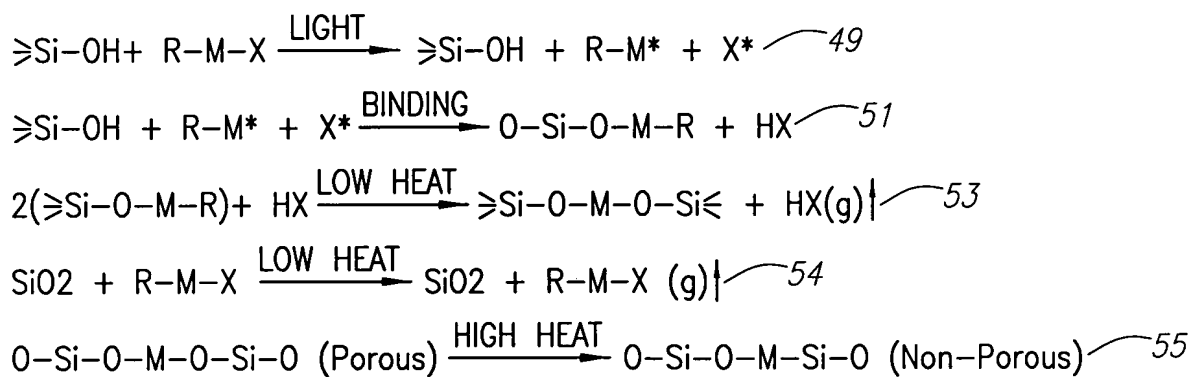 ⩾Si-OH+ R-M-X LIGHT → ⩾Si-OH + R-M* + X* 49
⩾Si-OH + R-M* + X* BINDING → O-Si-O-M-R + HX 51
2(⩾Si-O-M-R)+ HX LOW HEAT → ⩾Si-O-M-O-Si⩽ + HX(g)↑ 53
SiO2 + R-M-X LOW HEAT → SiO2 + R-M-X (g)↑ 54
O-Si-O-M-O-Si-O (Porous) HIGH HEAT → O-Si-O-M-Si-O (Non-Porous) 55